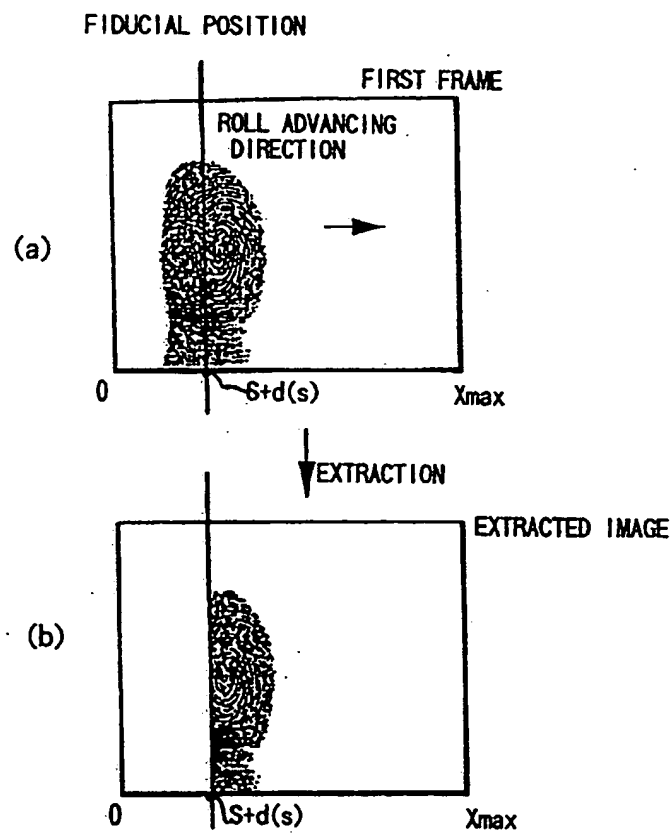 FIDUCIAL POSITION
FIRST FRAME
ROLL ADVANCING
DIRECTION
(a)
0
S+d(s)
Xmax
EXTRACTION
EXTRACTED IMAGE
(b)
0
S+d(s)
Xmax